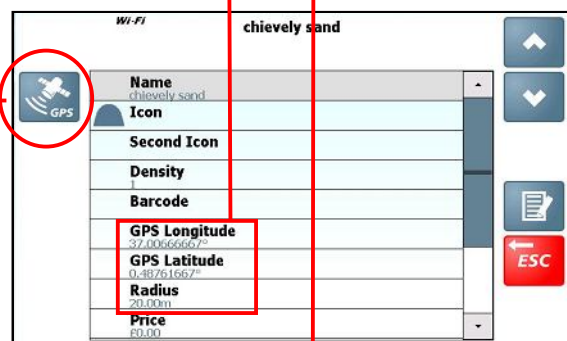 Wi-Fi
chievely sand
GPS
Name
chievely sand
Icon
Second Icon
Density
1
Barcode
GPS Longitude
37.00666667°
GPS Latitude
0.48761667°
Radius
20.00m
Price
£0.00
ESC